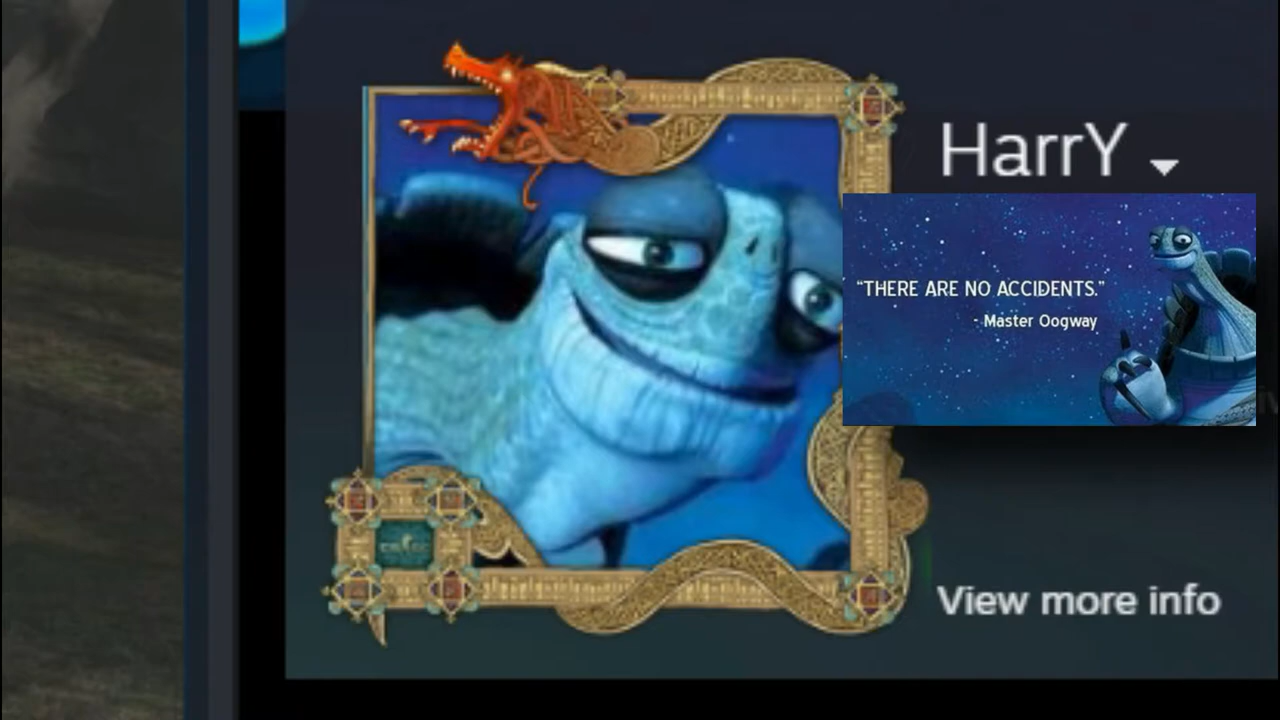 HarrY
“THERE ARE NO ACCIDENTS.”
- Master Oogway
View more info